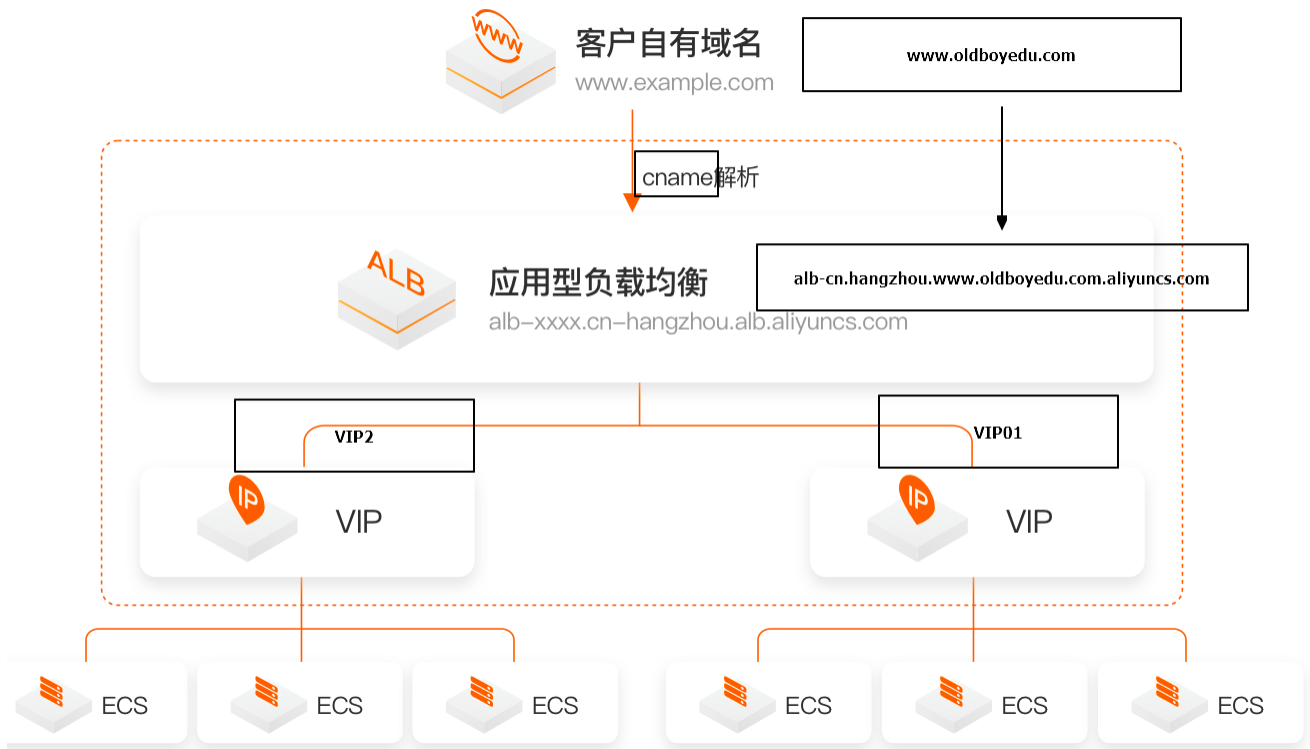 WWW
客户自有域名
www.example.com
www.oldboyedu.com
cname解析
ALB
应用型负载均衡
alb-xxxx.cn-hangzhou.alb.aliyuncs.com
alb-cn.hangzhou.www.oldboyedu.com.aliyuncs.com
VIP2
VIP01
IP
VIP
IP
VIP
ECS
ECS
ECS
ECS
ECS
ECS